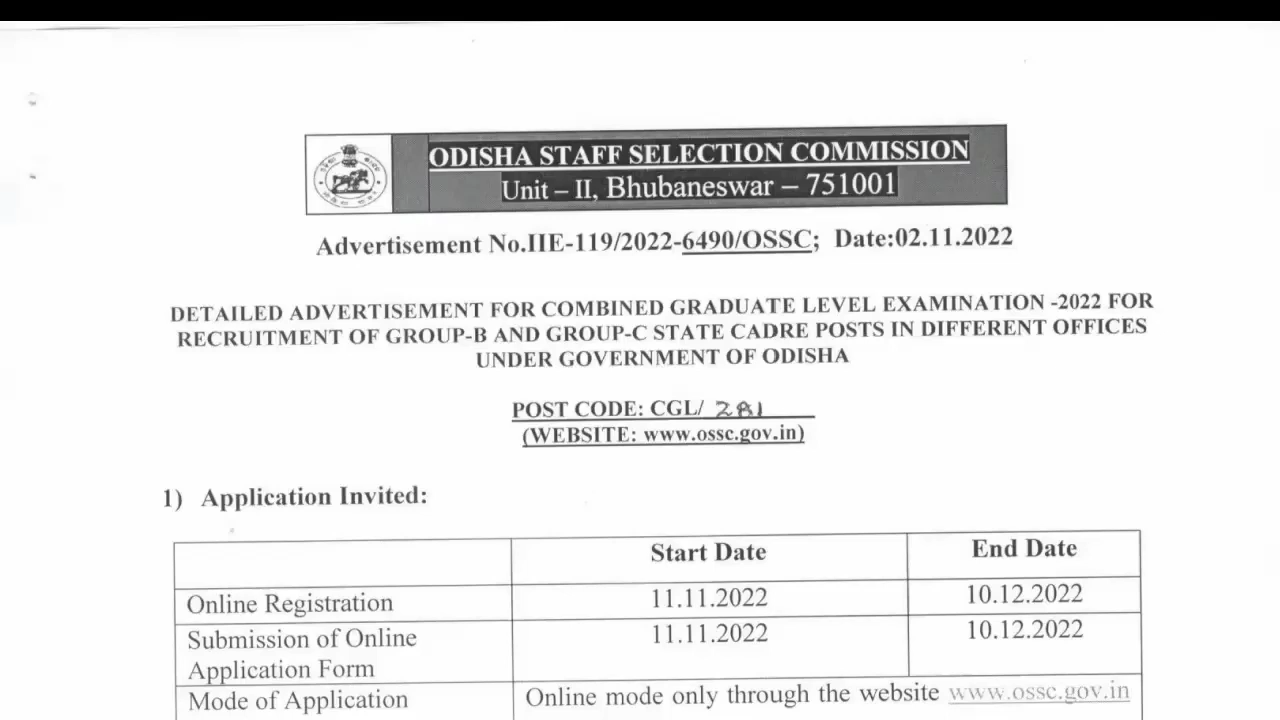 ODISHA STAFF SELECTION COMMISSION
Unit – II, Bhubaneswar – 751001
Advertisement No.IIE-119/2022-6490/OSSC; Date:02.11.2022
DETAILED ADVERTISEMENT FOR COMBINED GRADUATE LEVEL EXAMINATION -2022 FOR
RECRUITMENT OF GROUP-B AND GROUP-C STATE CADRE POSTS IN DIFFERENT OFFICES
UNDER GOVERNMENT OF ODISHA
POST CODE: CGL/ 281
(WEBSITE: www.ossc.gov.in)
1) Application Invited:
Start Date End Date
Online Registration 11.11.2022 10.12.2022
Submission of Online 11.11.2022 10.12.2022
Application Form
Mode of Application Online mode only through the website www.ossc.gov.in